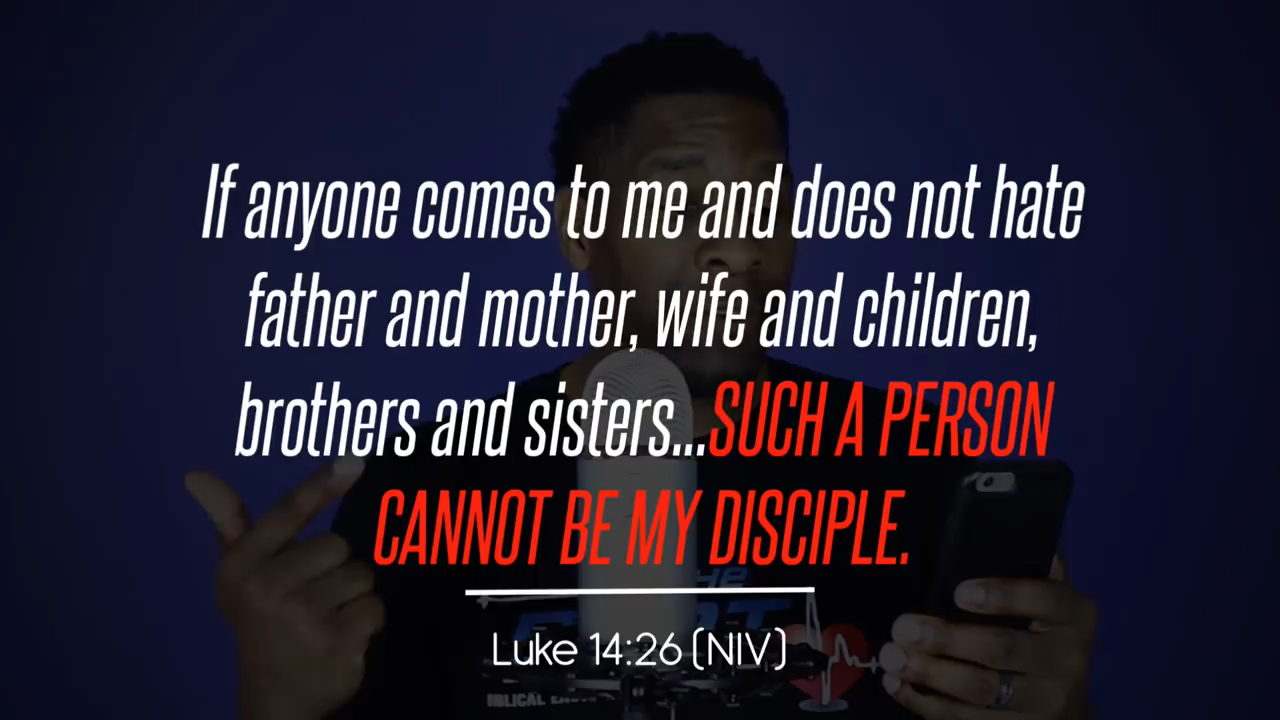 If anyone comes to me and does not hate
father and mother, wife and children,
brothers and sisters...SUCH A PERSON
CANNOT BE MY DISCIPLE.
Luke 14:26 (NIV)